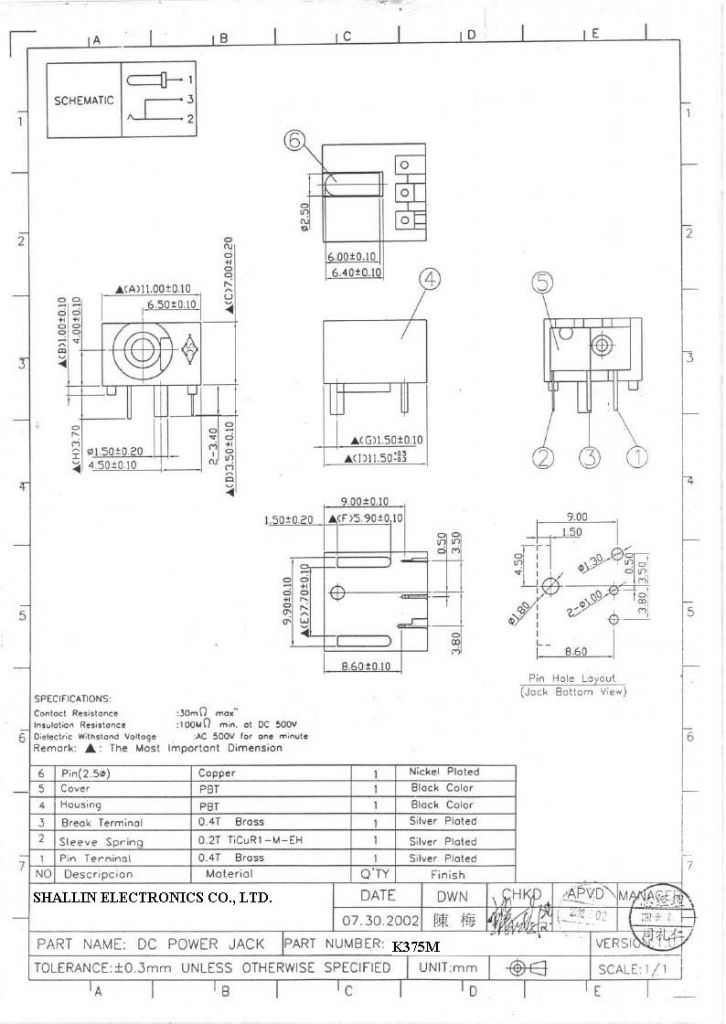 A B C D E
SCHEMATIC
1
3
2
1
1
6
ø2.50
6.00±0.10
6.40±0.10
2
2
▲(A)11.00±0.10
6.50±0.10
▲(C)7.00±0.20
▲(B)1.00±0.10
4.00±0.10
▲(H)3.70
ø1.50±0.20
4.50±0.10
2-3.40
▲(D)3.50±0.10
4
▲(G)1.50±0.10
5
2
3
1
3
3
4
4
9.00±0.10
1.50±0.20
▲(F)5.90±0.10
0.50
3.50
9.90±0.10
▲(E)7.70±0.10
8.60±0.10
3.80
9.00
1.50
4.50
ø1.30
0.50
3.50
2-ø1.00
3.80
ø1.80
8.60
Pin Hole Layout
(Jack Bottom View)
5
5
SPECIFICATIONS:
Contact Resistance :30mΩ max"
Insulation Resistance :100MΩ min. at DC 500V
Dielectric Withstand Voltage :AC 500V for one minute
Remark: ▲: The Most Important Dimension
6
6
6 Pin(2.5ø) Copper 1 Nickel Plated
5 Cover PBT 1 Black Color
4 Housing PBT 1 Black Color
3 Break Terminal 0.4T Brass 1 Silver Plated
2 Sleeve Spring 0.2T TiCuR1-M-EH 1 Silver Plated
1 Pin Terminal 0.4T Brass 1 Silver Plated
NO Descripcion Material Q'TY Finish
7
7
SHALLIN ELECTRONICS CO., LTD. DATE DWN CHKD APVD MANAGER
07.30.2002 陳 梅
PART NAME: DC POWER JACK PART NUMBER: K375M VERSION
TOLERANCE:±0.3mm UNLESS OTHERWISE SPECIFIED UNIT:mm SCALE:1/1
A B C D E